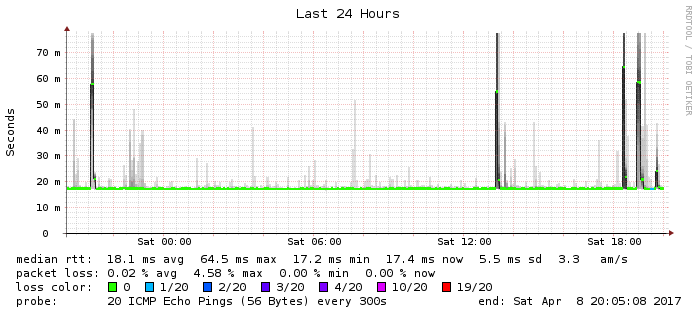 Last 24 Hours
RRDTOOL / TOBI OETIKER
Seconds
70 m
60 m
50 m
40 m
30 m
20 m
10 m
0
Sat 00:00 Sat 06:00 Sat 12:00 Sat 18:00
median rtt: 18.1 ms avg 64.5 ms max 17.2 ms min 17.4 ms now 5.5 ms sd 3.3 am/s
packet loss: 0.02 % avg 4.58 % max 0.00 % min 0.00 % now
loss color: 0 1/20 2/20 3/20 4/20 10/20 19/20
probe: 20 ICMP Echo Pings (56 Bytes) every 300s end: Sat Apr 8 20:05:08 2017